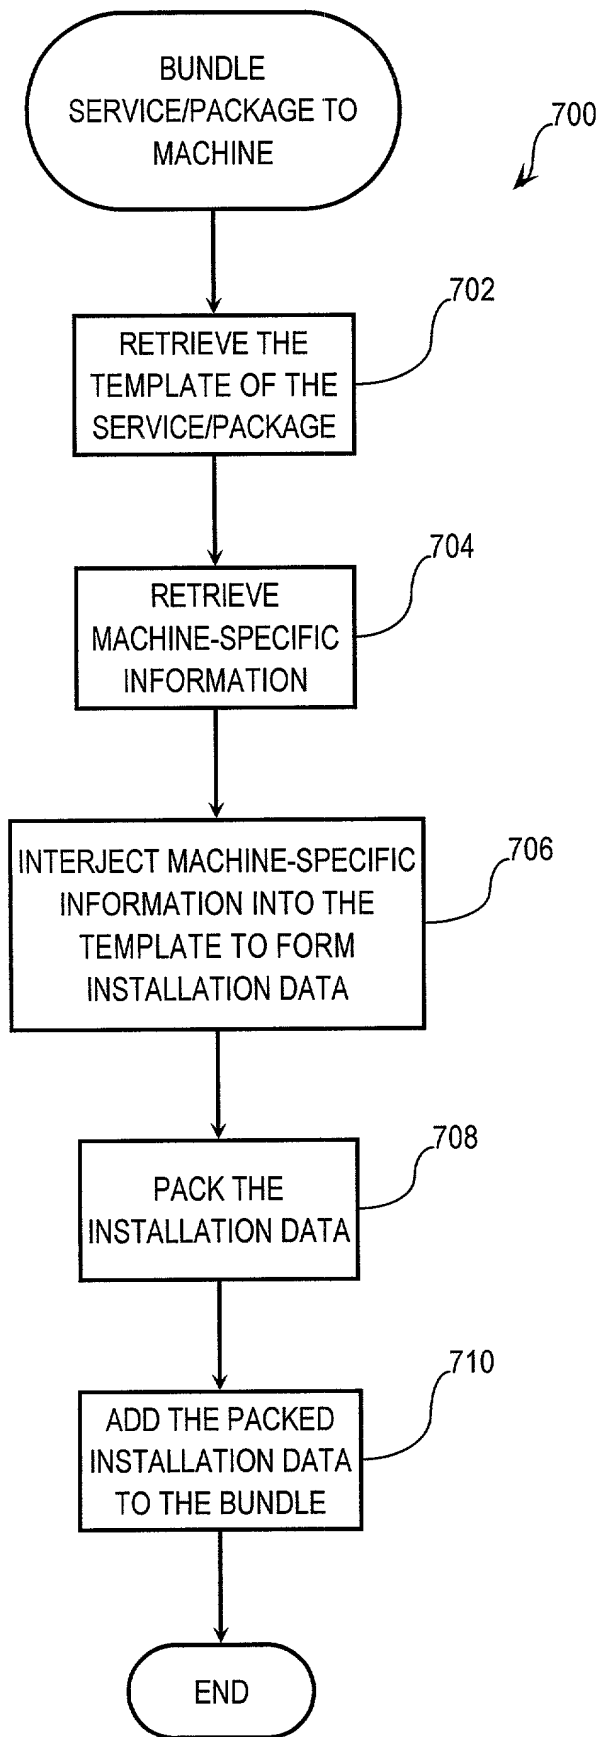 BUNDLE
SERVICE/PACKAGE TO
MACHINE
700
702
RETRIEVE THE
TEMPLATE OF THE
SERVICE/PACKAGE
704
RETRIEVE
MACHINE-SPECIFIC
INFORMATION
706
INTERJECT MACHINE-SPECIFIC
INFORMATION INTO THE
TEMPLATE TO FORM
INSTALLATION DATA
708
PACK THE
INSTALLATION DATA
710
ADD THE PACKED
INSTALLATION DATA
TO THE BUNDLE
END